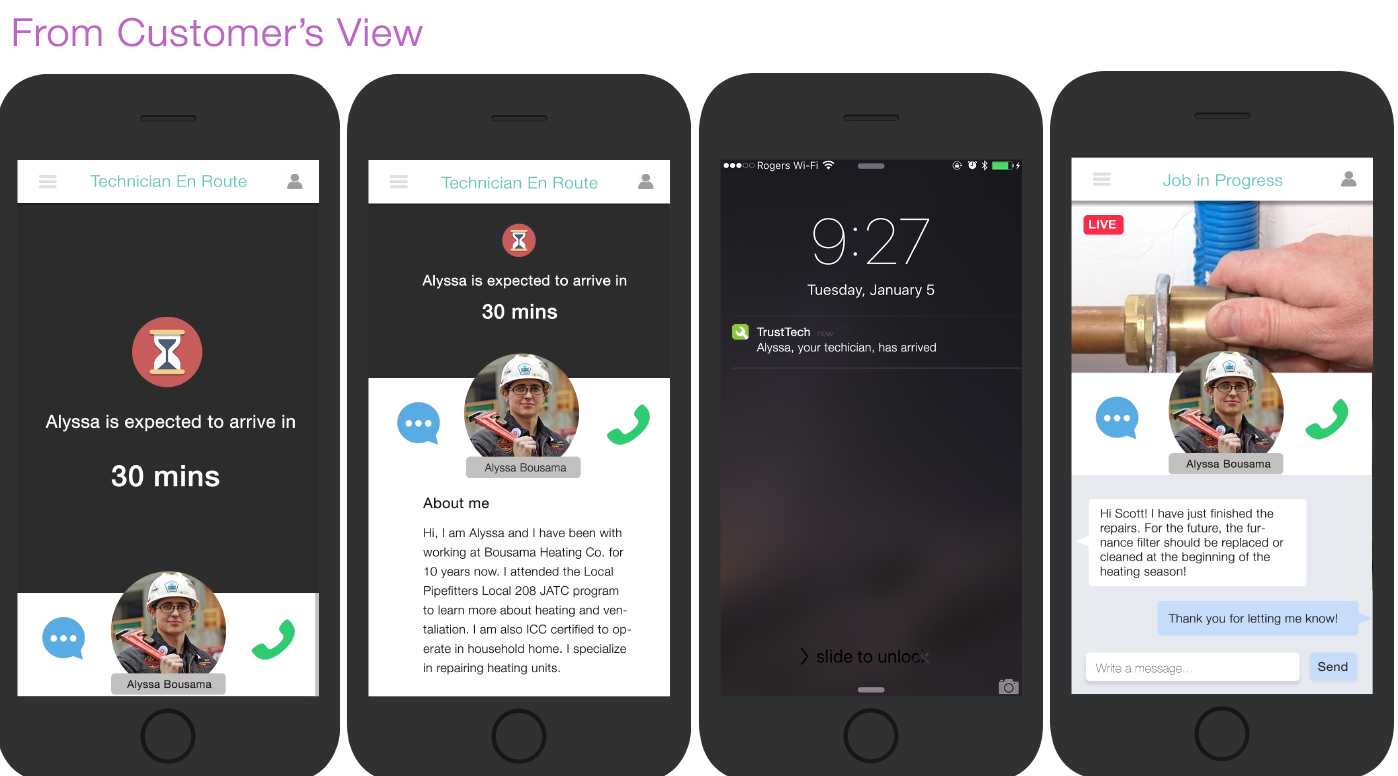 From Customer's View
Technician En Route
Alyssa is expected to arrive in
30 mins
Alyssa Bousama
Technician En Route
Alyssa is expected to arrive in
30 mins
Alyssa Bousama
About me
Hi, I am Alyssa and I have been with
working at Bousama Heating Co. for
10 years now. I attended the Local
Pipefitters Local 208 JATC program
to learn more about heating and ven-
taliation. I am also ICC certified to op-
erate in household home. I specialize
in repairing heating units.
Rogers Wi-Fi
9:27
Tuesday, January 5
TrustTech now
Alyssa, your techician, has arrived
slide to unlock
Job in Progress
LIVE
Alyssa Bousama
Hi Scott! I have just finished the
repairs. For the future, the fur-
nance filter should be replaced or
cleaned at the beginning of the
heating season!
Thank you for letting me know!
Write a message...
Send